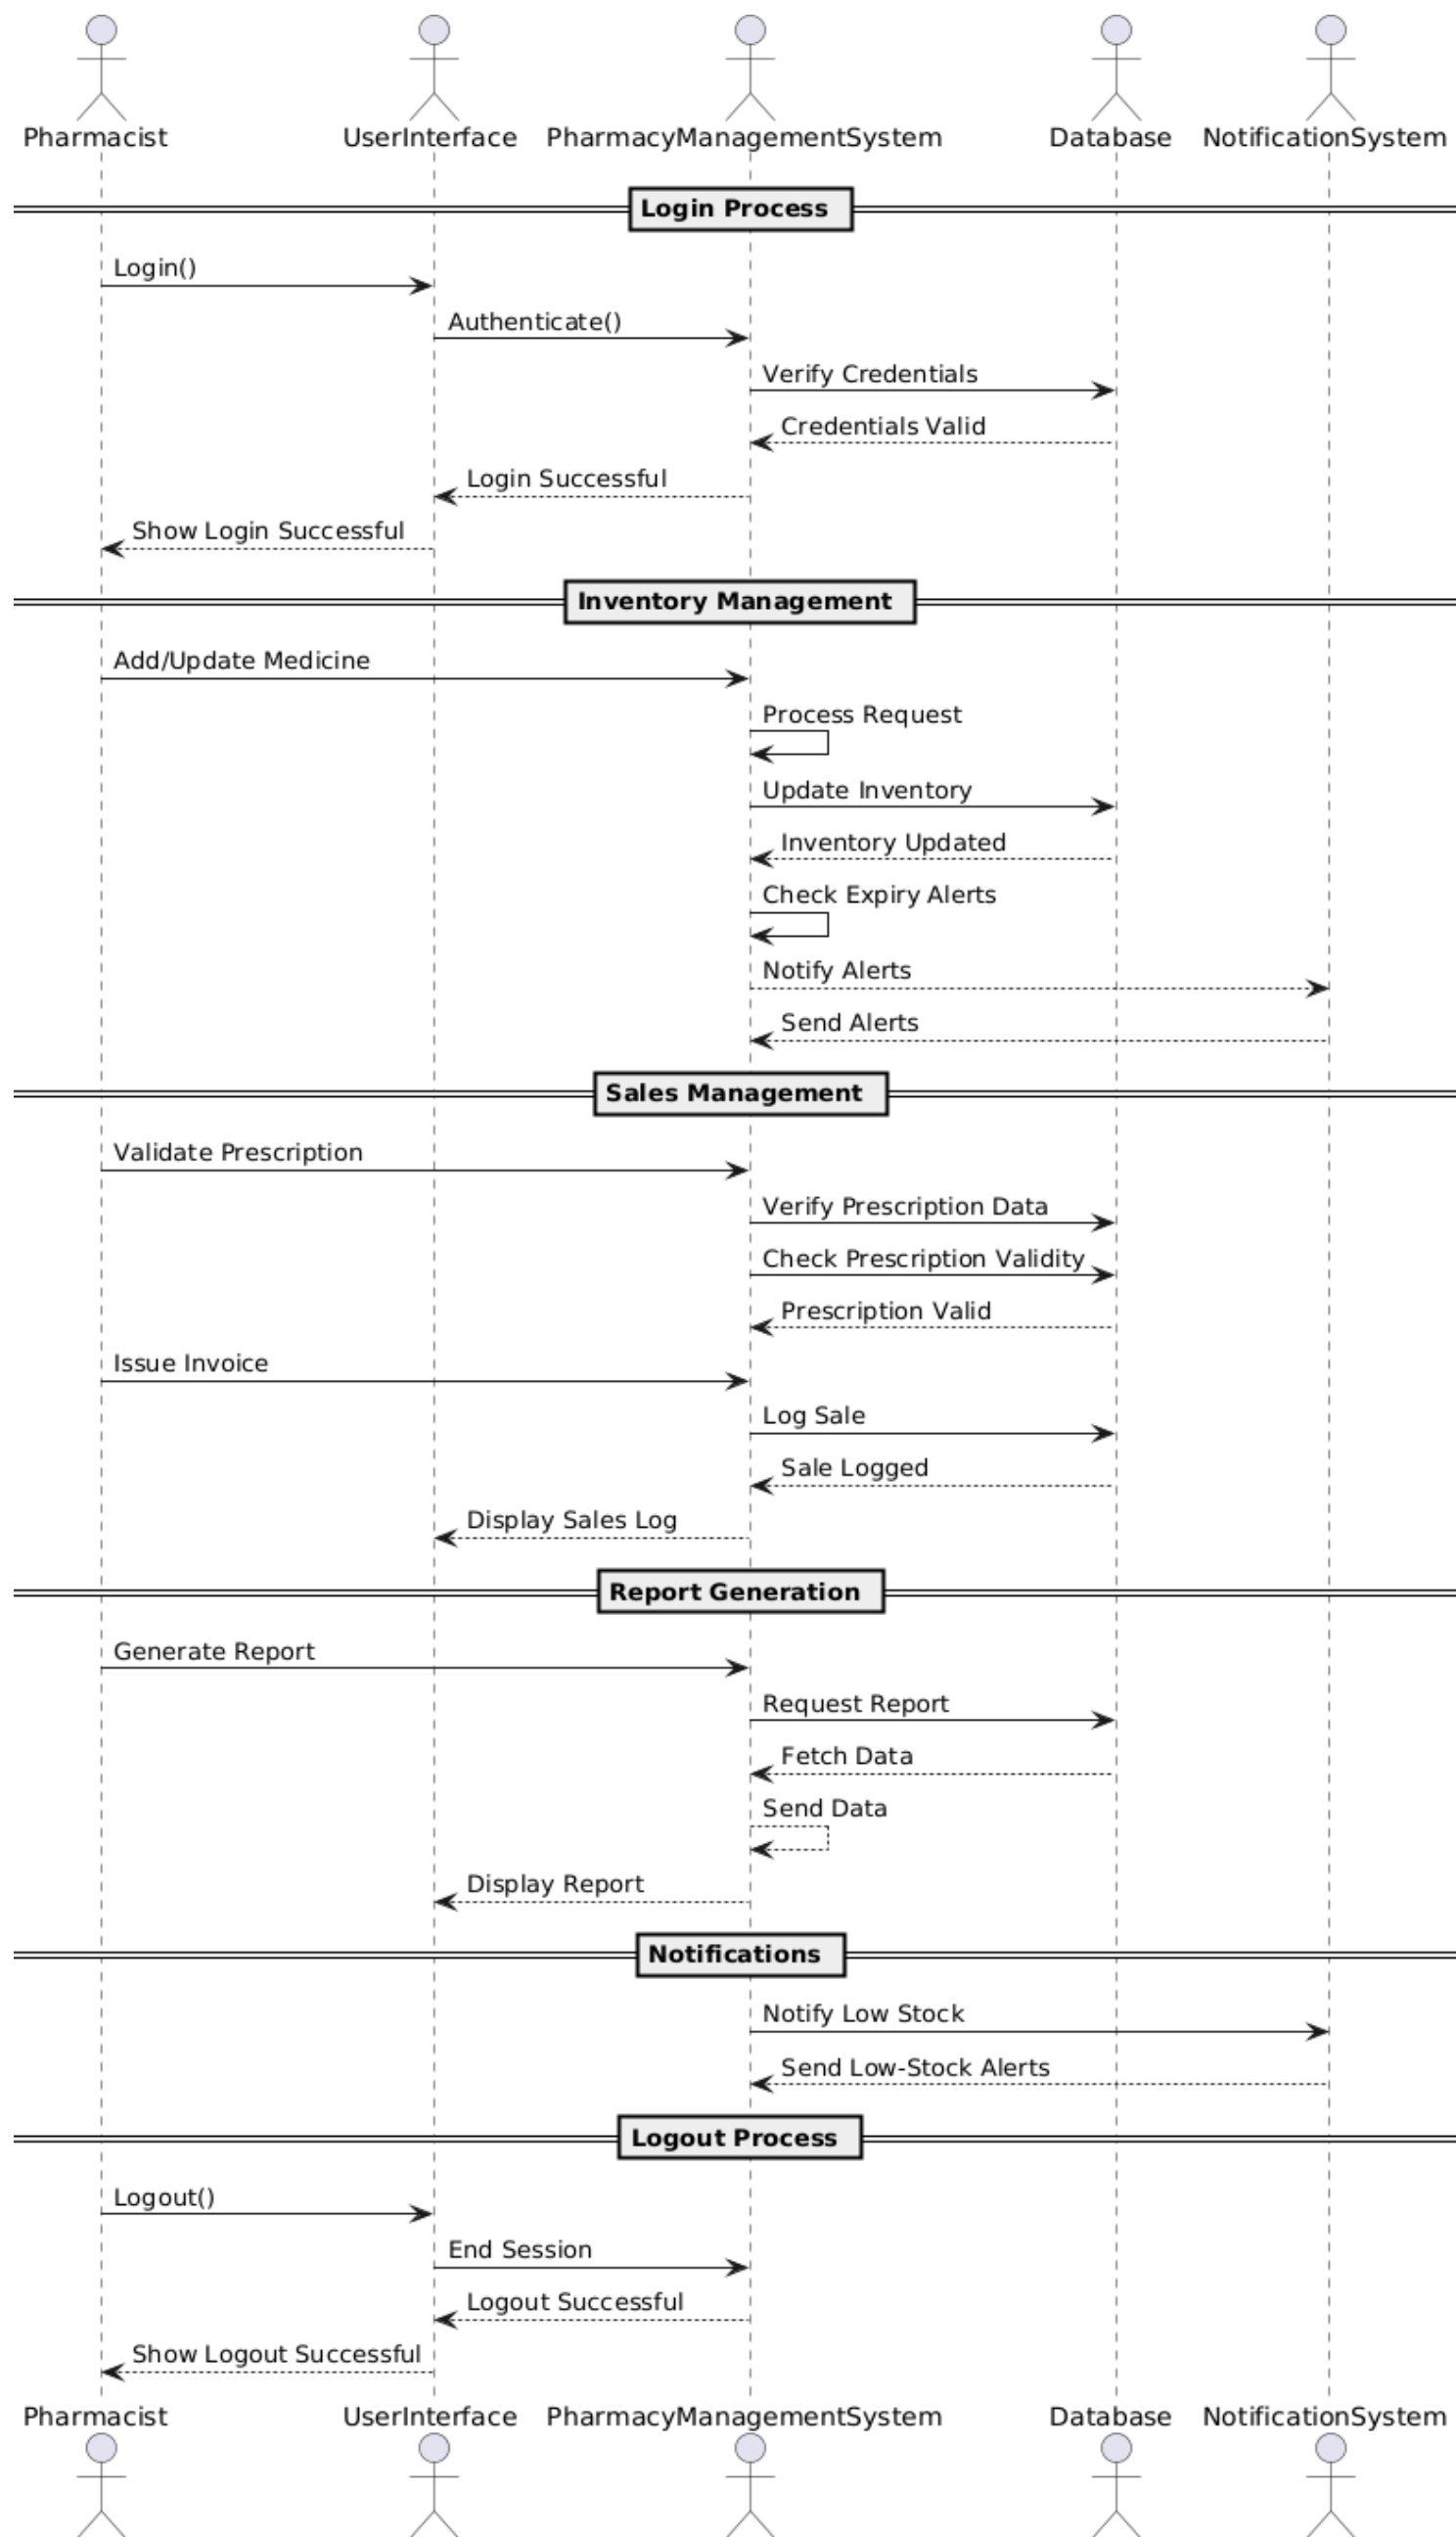 Pharmacist UserInterface PharmacyManagementSystem Database NotificationSystem
Login Process
Login()
Authenticate()
Verify Credentials
Credentials Valid
Login Successful
Show Login Successful
Inventory Management
Add/Update Medicine
Process Request
Update Inventory
Inventory Updated
Check Expiry Alerts
Notify Alerts
Send Alerts
Sales Management
Validate Prescription
Verify Prescription Data
Check Prescription Validity
Prescription Valid
Issue Invoice
Log Sale
Sale Logged
Display Sales Log
Report Generation
Generate Report
Request Report
Fetch Data
Send Data
Display Report
Notifications
Notify Low Stock
Send Low-Stock Alerts
Logout Process
Logout()
End Session
Logout Successful
Show Logout Successful
Pharmacist UserInterface PharmacyManagementSystem Database NotificationSystem